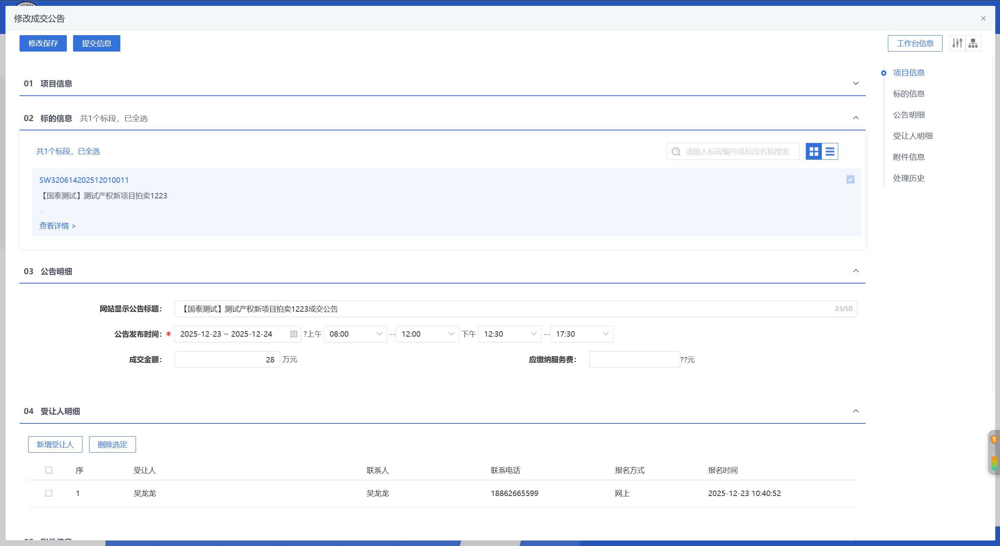 修改成交公告
修改保存 提交信息 工作台信息
01 项目信息
02 标的信息 共1个标段，已全选
共1个标段，已全选 请输入标段编号或标段名称搜索
SW320614202512010011
【国泰测试】测试产权新项目拍卖1223
-
查看详情 >
03 公告明细
网站显示公告标题： 【国泰测试】测试产权新项目拍卖1223成交公告 23/50
公告发布时间：* 2025-12-23 ~ 2025-12-24 ?上午 08:00 -- 12:00 下午 12:30 -- 17:30
成交金额： 28 万元 应缴纳服务费： ??元
04 受让人明细
新增受让人 删除选定
序 受让人 联系人 联系电话 报名方式 报名时间
1 吴龙龙 吴龙龙 18862665599 网上 2025-12-23 10:40:52
05 附件信息
项目信息
标的信息
公告明细
受让人明细
附件信息
处理历史
1